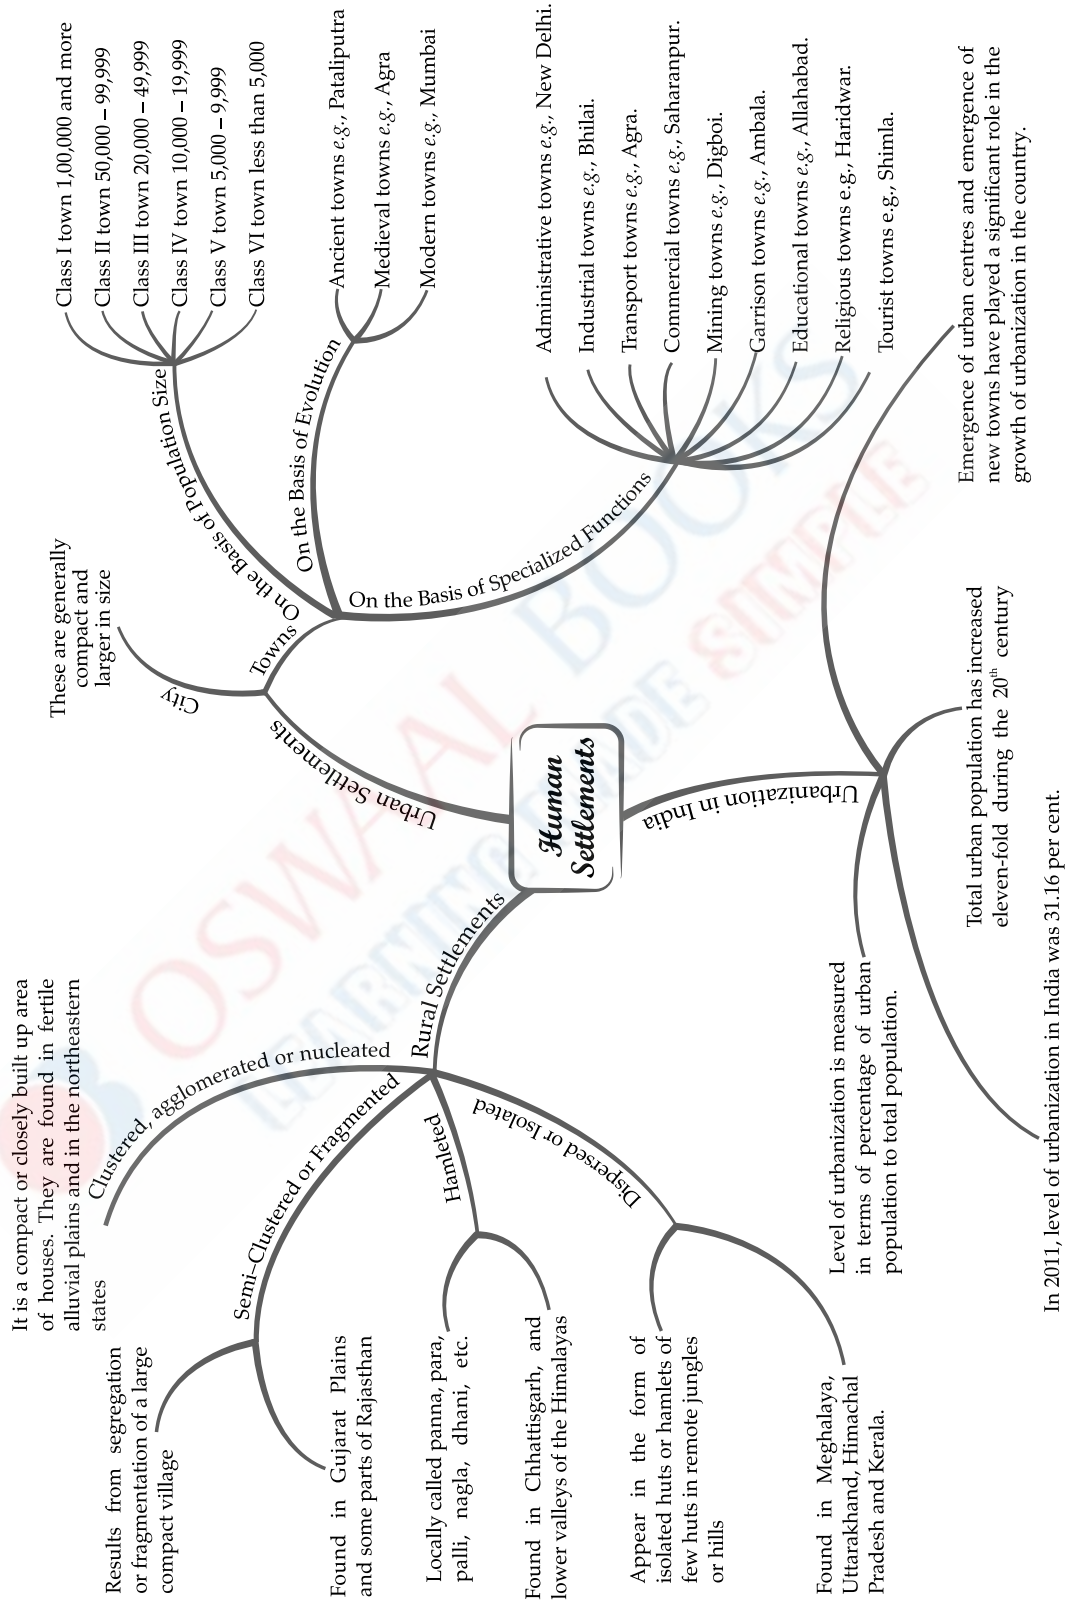 Human
Settlements
Rural Settlements
Clustered, agglomerated or nucleated
It is a compact or closely built up area
of houses. They are found in fertile
alluvial plains and in the northeastern
states
Semi–Clustered or Fragmented
Results from segregation
or fragmentation of a large
compact village
Found in Gujarat Plains
and some parts of Rajasthan
Hamleted
Locally called panna, para,
palli, nagla, dhani, etc.
Found in Chhattisgarh, and
lower valleys of the Himalayas
Dispersed or Isolated
Appear in the form of
isolated huts or hamlets of
few huts in remote jungles
or hills
Found in Meghalaya,
Uttarakhand, Himachal
Pradesh and Kerala.
Urban Settlements
City
These are generally
compact and
larger in size
Towns
On the Basis of Population Size
Class I town 1,00,000 and more
Class II town 50,000 – 99,999
Class III town 20,000 – 49,999
Class IV town 10,000 – 19,999
Class V town 5,000 – 9,999
Class VI town less than 5,000
On the Basis of Evolution
Ancient towns e.g., Pataliputra
Medieval towns e.g., Agra
Modern towns e.g., Mumbai
On the Basis of Specialized Functions
Administrative towns e.g., New Delhi.
Industrial towns e.g., Bhilai.
Transport towns e.g., Agra.
Commercial towns e.g., Saharanpur.
Mining towns e.g., Digboi.
Garrison towns e.g., Ambala.
Educational towns e.g., Allahabad.
Religious towns e.g., Haridwar.
Tourist towns e.g., Shimla.
Urbanization in India
Level of urbanization is measured
in terms of percentage of urban
population to total population.
In 2011, level of urbanization in India was 31.16 per cent.
Total urban population has increased
eleven-fold during the 20th century
Emergence of urban centres and emergence of
new towns have played a significant role in the
growth of urbanization in the country.
OSWAAL BOOKS
LEARNING MADE SIMPLE